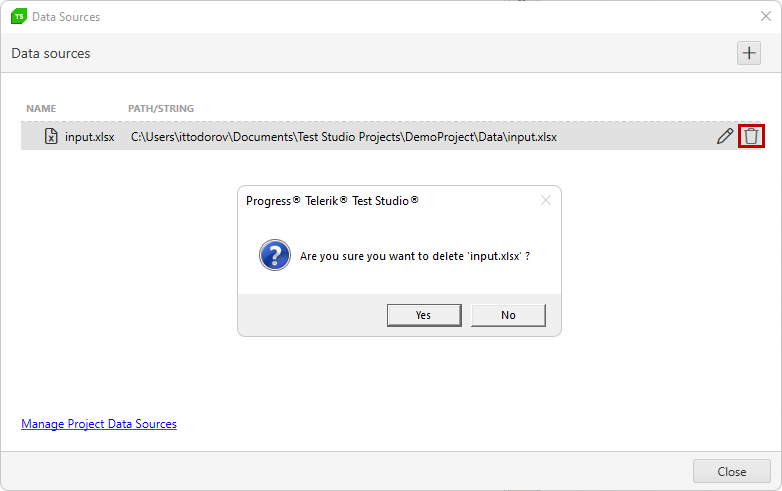 TS Data Sources
Data sources
NAME PATH/STRING
input.xlsx C:\Users\ittodorov\Documents\Test Studio Projects\DemoProject\Data\input.xlsx
Progress® Telerik® Test Studio®
Are you sure you want to delete 'input.xlsx' ?
Yes No
Manage Project Data Sources
Close